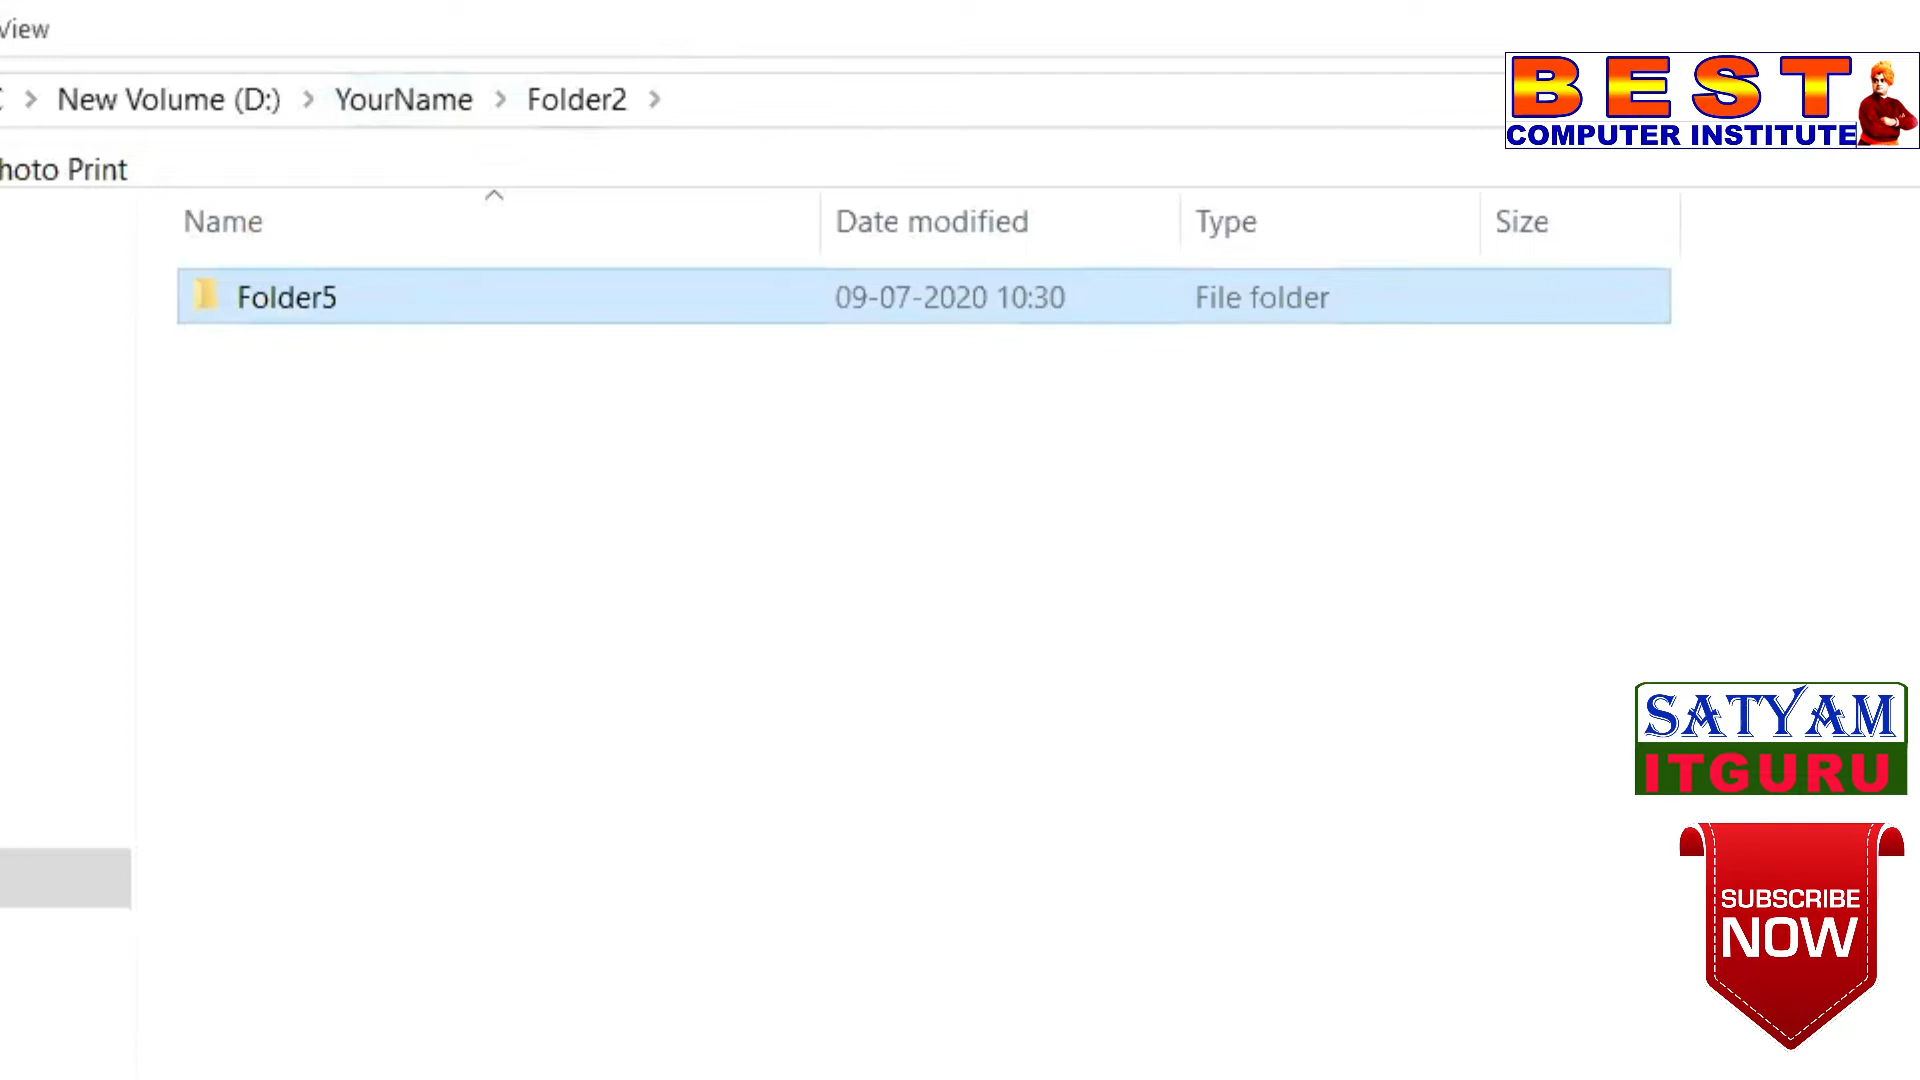 View
New Volume (D:) > YourName > Folder2 >
BEST
COMPUTER INSTITUTE
hoto Print
Name Date modified Type Size
Folder5 09-07-2020 10:30 File folder
SATYAM
ITGURU
SUBSCRIBE
NOW